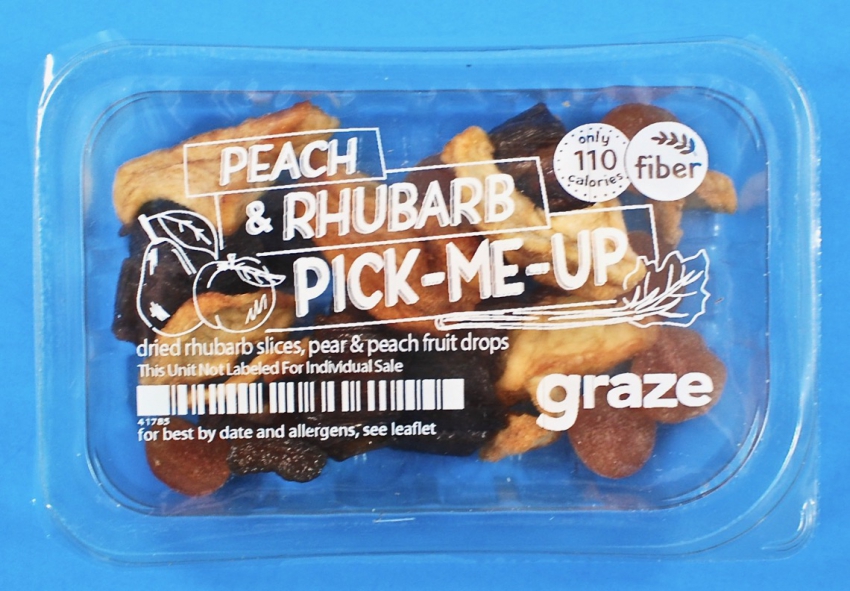 PEACH
& RHUBARB
PICK-ME-UP
only
110
calories
fiber
dried rhubarb slices, pear & peach fruit drops
This Unit Not Labeled For Individual Sale
41785
for best by date and allergens, see leaflet
graze